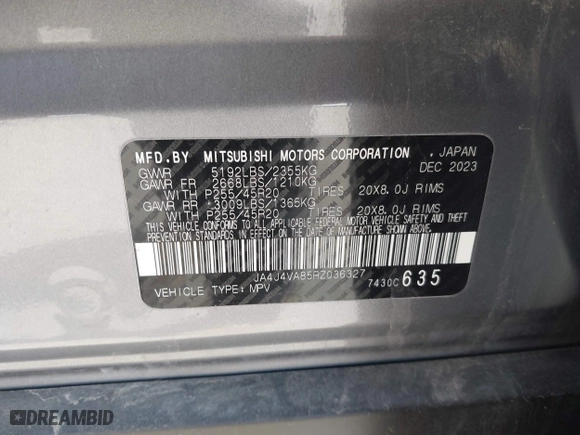 MFD.BY MITSUBISHI MOTORS CORPORATION , JAPAN
GVWR 5192LBS/2355KG DEC 2023
GAWR FR 2668LBS/1210KG
WITH P255/45R20 TIRES 20X8.0J RIMS
GAWR RR 3009LBS/1365KG
WITH P255/45R20 TIRES 20X8.0J RIMS
THIS VEHICLE CONFORMS TO ALL APPLICABLE FEDERAL MOTOR VEHICLE SAFETY AND THEFT
PREVENTION STANDARDS IN EFFECT ON THE DATE OF MANUFACTURE SHOWN ABOVE.
JA4J4VA85RZ036327
VEHICLE TYPE: MPV 7430C 635
DREAMBID